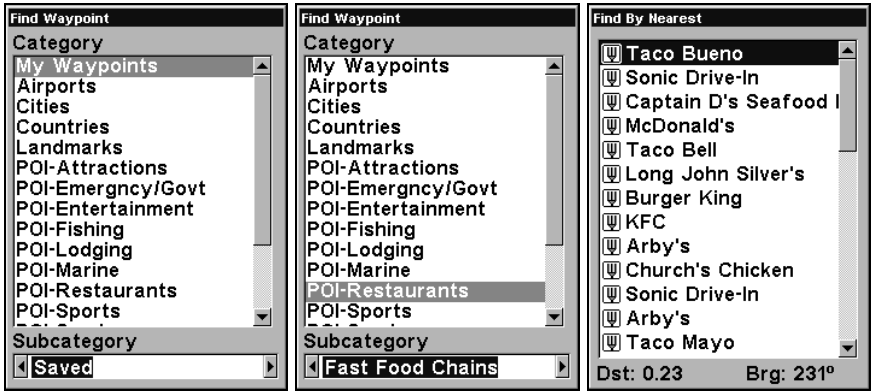 Find Waypoint
Category
My Waypoints
Airports
Cities
Countries
Landmarks
POI-Attractions
POI-Emergncy/Govt
POI-Entertainment
POI-Fishing
POI-Lodging
POI-Marine
POI-Restaurants
POI-Sports
Subcategory
Saved
Find Waypoint
Category
My Waypoints
Airports
Cities
Countries
Landmarks
POI-Attractions
POI-Emergncy/Govt
POI-Entertainment
POI-Fishing
POI-Lodging
POI-Marine
POI-Restaurants
POI-Sports
Subcategory
Fast Food Chains
Find By Nearest
Taco Bueno
Sonic Drive-In
Captain D's Seafood
McDonald's
Taco Bell
Long John Silver's
Burger King
KFC
Arby's
Church's Chicken
Sonic Drive-In
Arby's
Taco Mayo
Dst: 0.23 Brg: 231º